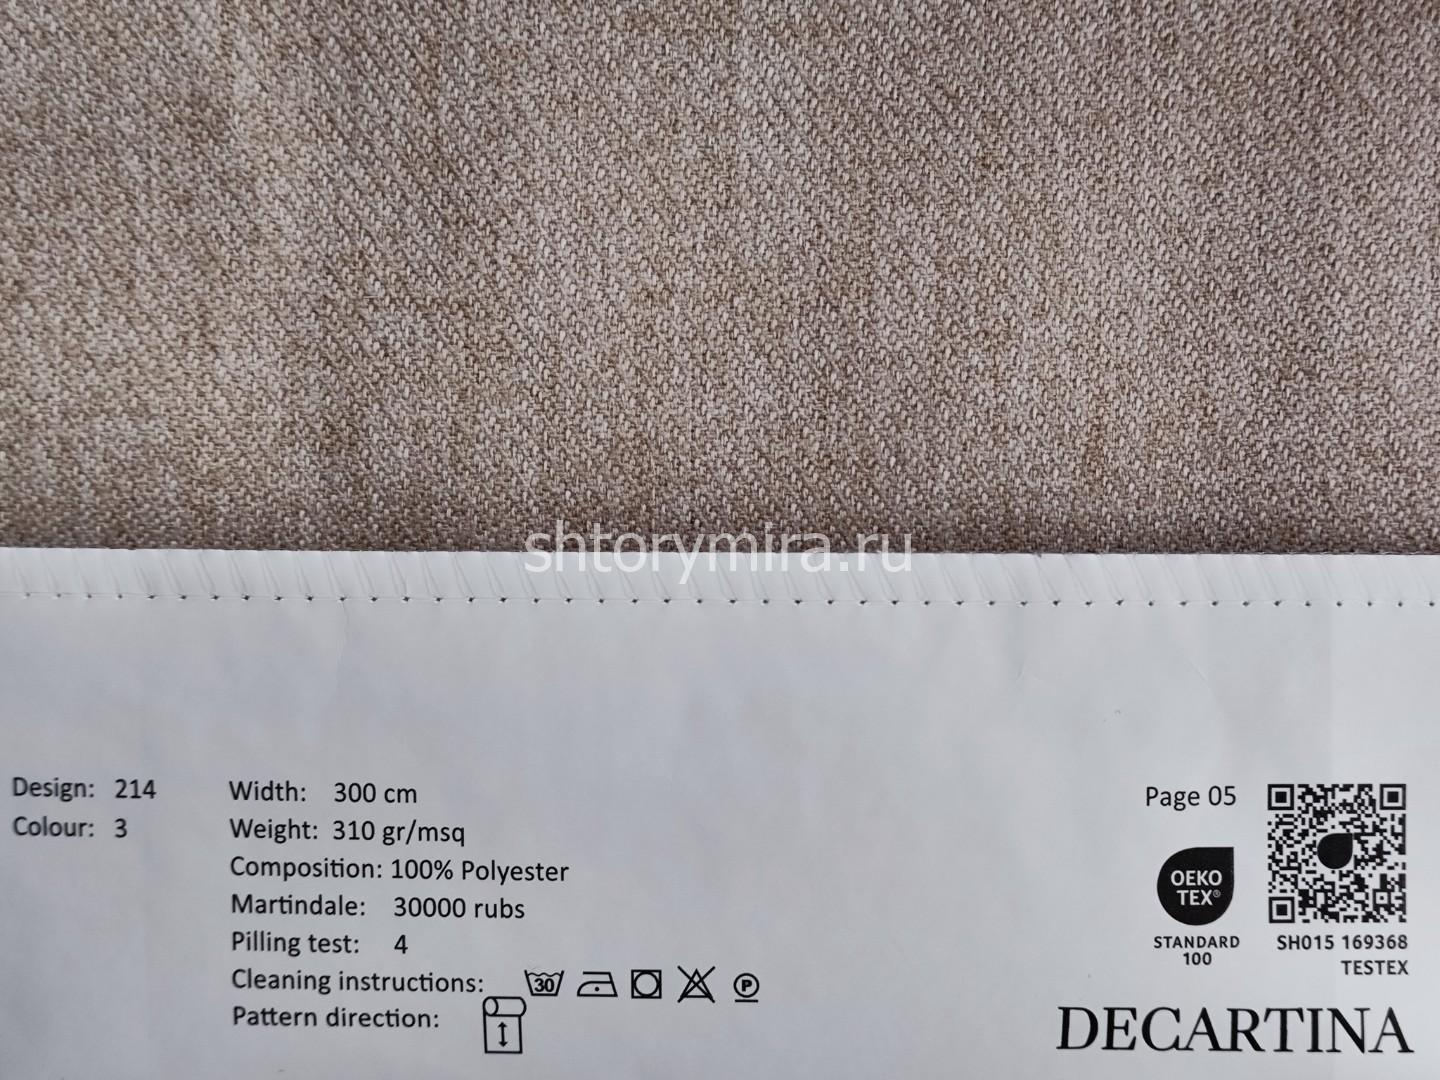 shtorymira.ru
Design: 214
Colour: 3
Width: 300 cm
Weight: 310 gr/msq
Composition: 100% Polyester
Martindale: 30000 rubs
Pilling test: 4
Cleaning instructions: 30 P
Pattern direction:
Page 05
OEKO
TEX®
STANDARD
100
SH015 169368
TESTEX
DECARTINA